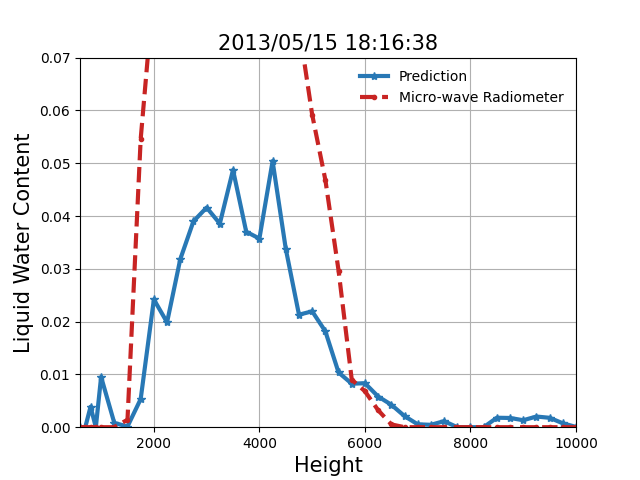 2013/05/15 18:16:38
Prediction
Micro-wave Radiometer
Liquid Water Content
0.07
0.06
0.05
0.04
0.03
0.02
0.01
0.00
2000 4000 6000 8000 10000
Height